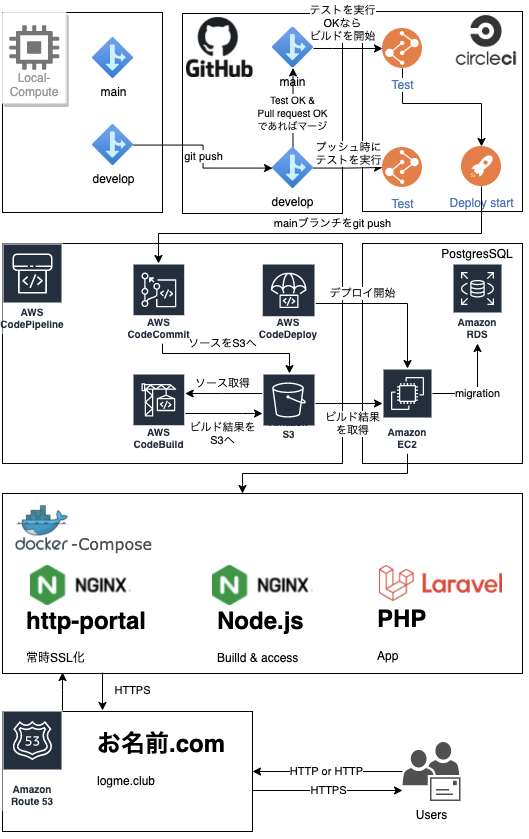 Local-
Compute
main
develop
git push
GitHub
main
Test OK &
Pull request OK
であればマージ
develop
テストを実行
OKなら
ビルドを開始
プッシュ時に
テストを実行
circleci
Test
Test
Deploy start
mainブランチをgit push
AWS
CodePipeline
AWS
CodeCommit
AWS
CodeDeploy
デプロイ開始
ソースをS3へ
ソース取得
AWS
CodeBuild
ビルド結果を
S3へ
S3
ビルド結果
を取得
PostgresSQL
Amazon
RDS
Amazon
EC2
migration
docker -Compose
NGINX
http-portal
常時SSL化
NGINX
Node.js
Builld & access
Laravel
PHP
App
HTTPS
53
Amazon
Route 53
お名前.com
logme.club
HTTP or HTTP
HTTPS
Users